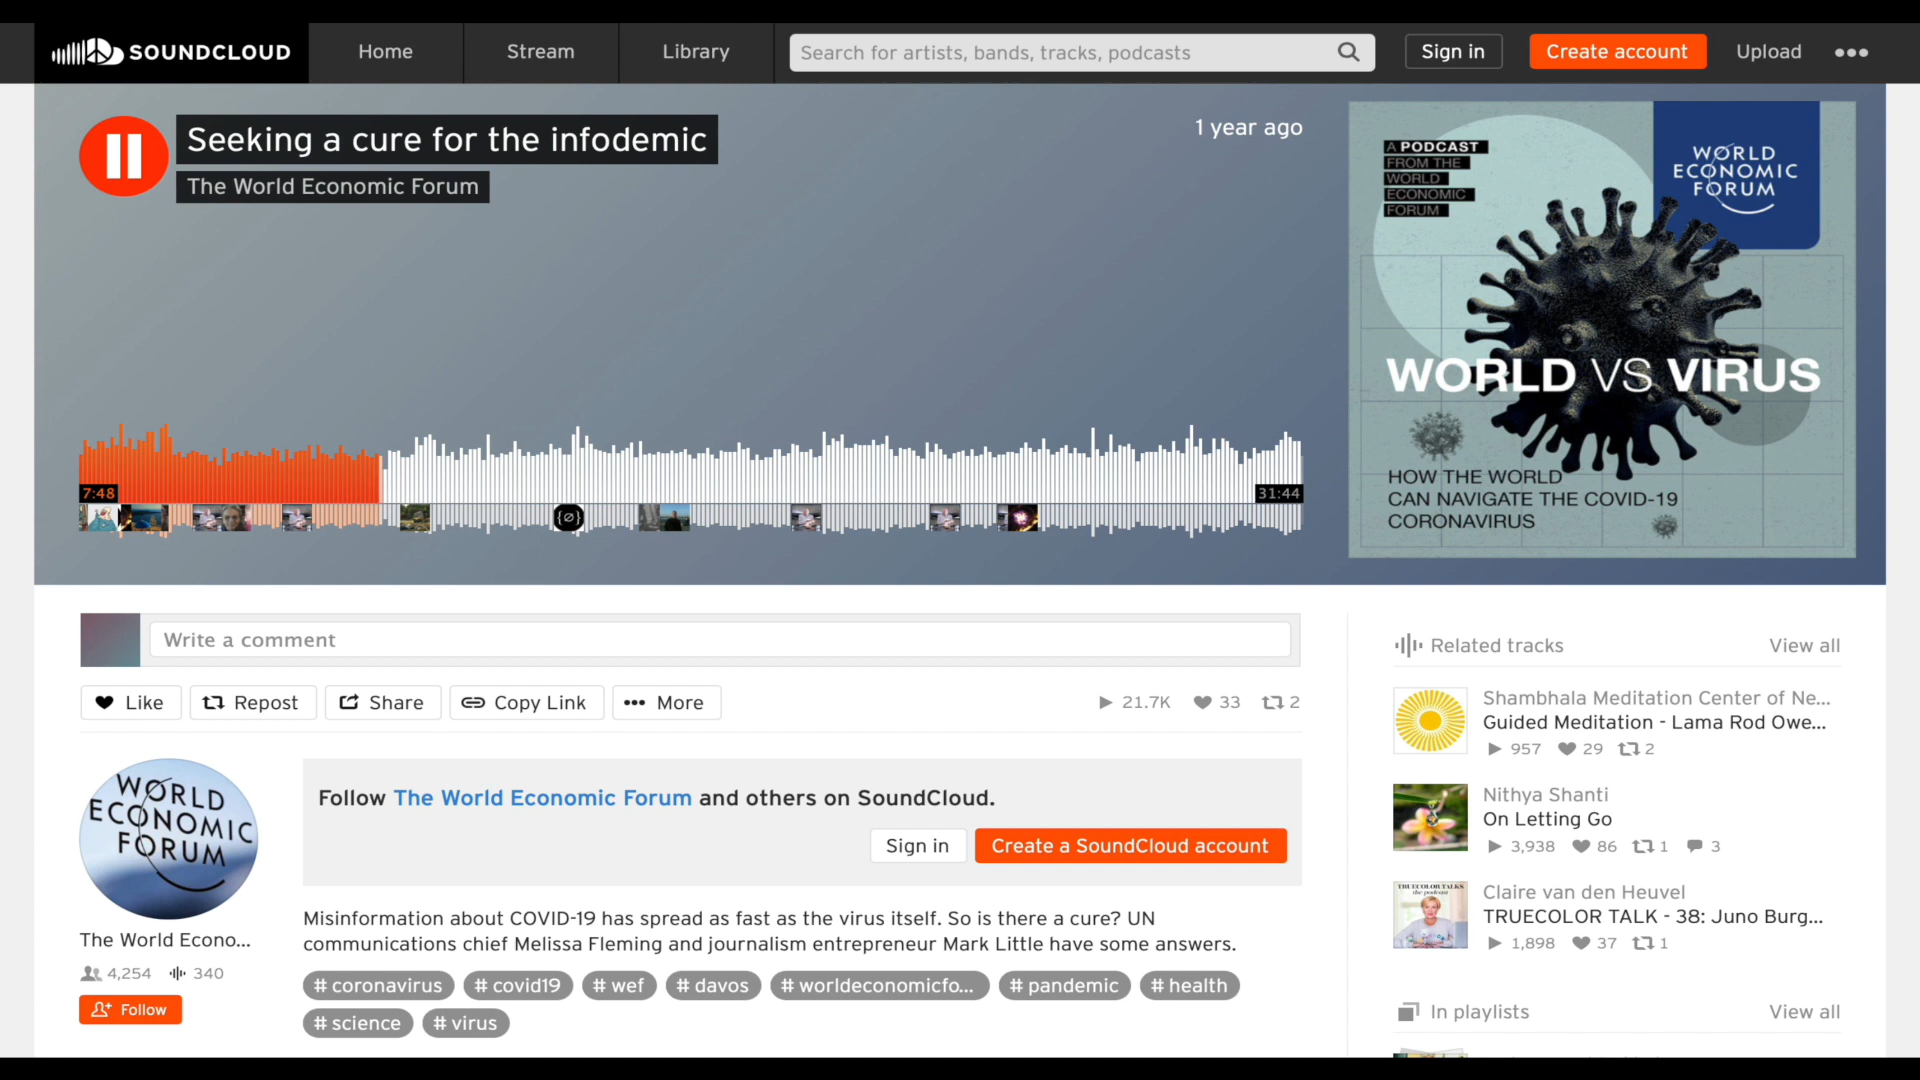 SOUNDCLOUD
Home
Stream
Library
Search for artists, bands, tracks, podcasts
Sign in
Create account
Upload
Seeking a cure for the infodemic
The World Economic Forum
1 year ago
7:48
31:44
{Ø}
A PODCAST
FROM THE
WORLD
ECONOMIC
FORUM
WORLD
ECONOMIC
FORUM
WORLD VS VIRUS
HOW THE WORLD
CAN NAVIGATE THE COVID-19
CORONAVIRUS
Write a comment
Like
Repost
Share
Copy Link
More
21.7K
33
2
WORLD
ECONOMIC
FORUM
The World Econo...
4,254
340
Follow
Follow The World Economic Forum and others on SoundCloud.
Sign in
Create a SoundCloud account
Misinformation about COVID-19 has spread as fast as the virus itself. So is there a cure? UN
communications chief Melissa Fleming and journalism entrepreneur Mark Little have some answers.
# coronavirus
# covid19
# wef
# davos
# worldeconomicfo...
# pandemic
# health
# science
# virus
Related tracks
View all
Shambhala Meditation Center of Ne...
Guided Meditation - Lama Rod Owe...
957
29
2
Nithya Shanti
On Letting Go
3,938
86
1
3
TRUECOLOR TALKS
the podcast
Claire van den Heuvel
TRUECOLOR TALK - 38: Juno Burg...
1,898
37
1
In playlists
View all